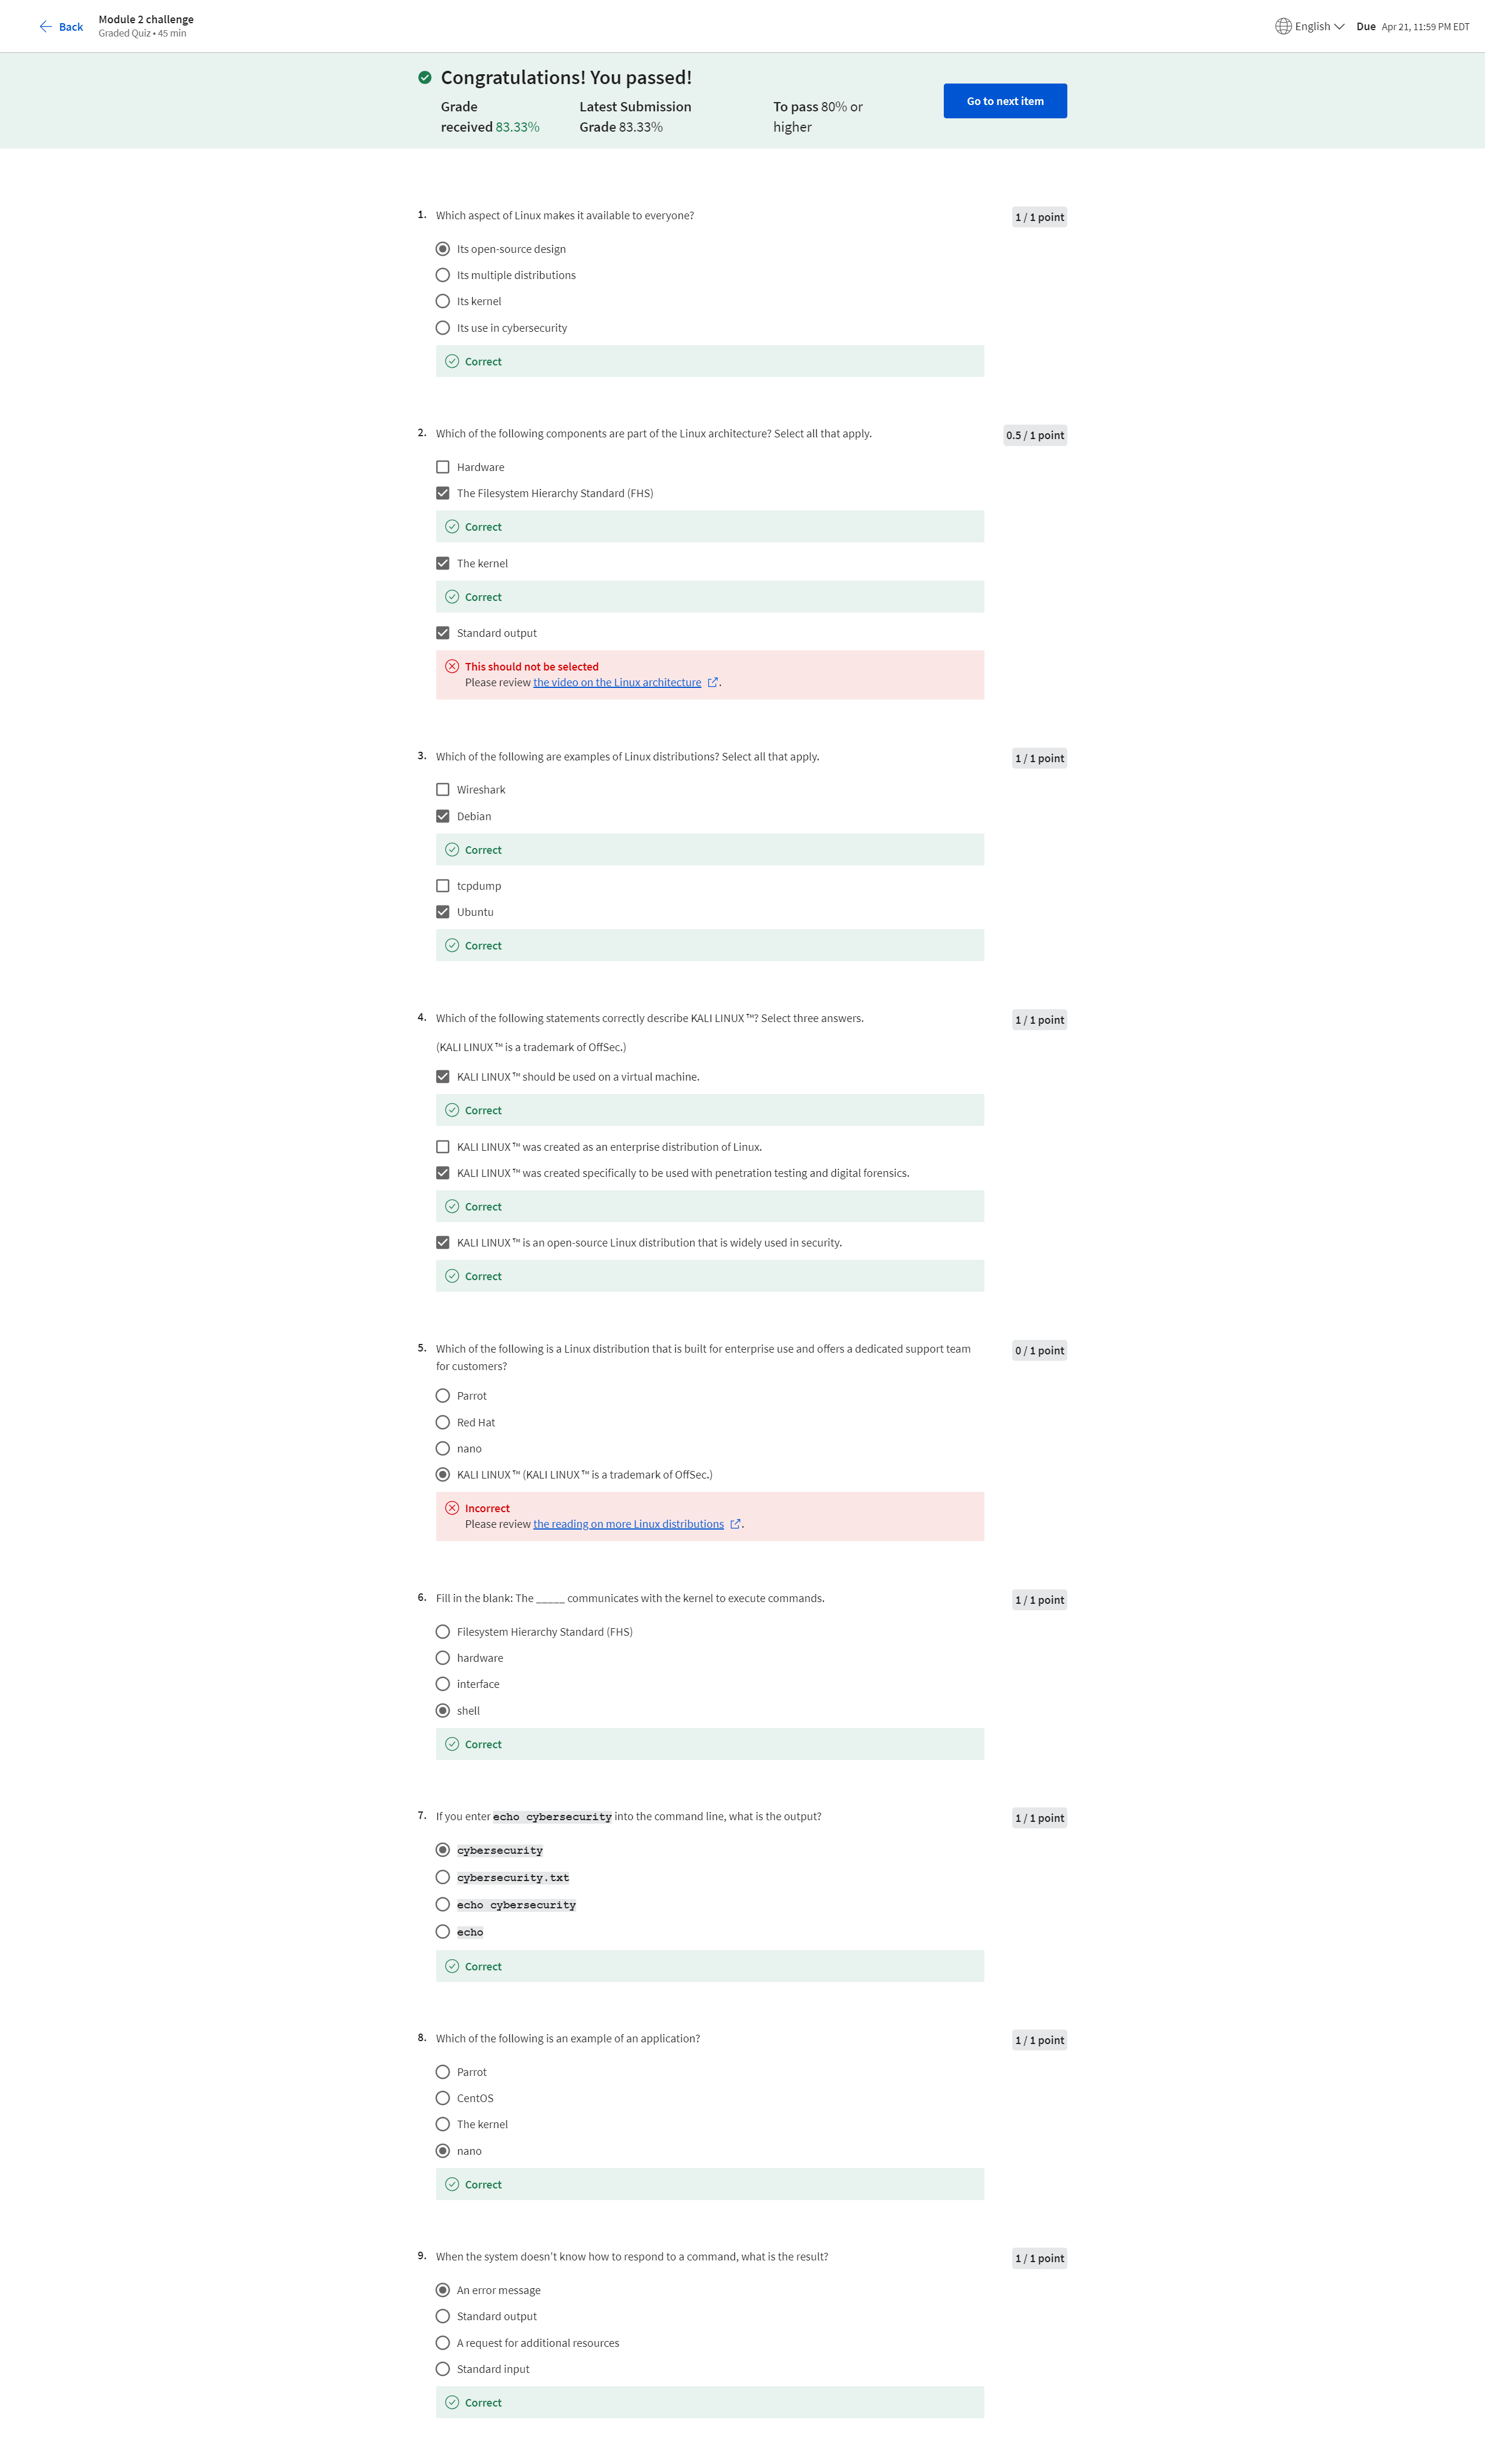 Back
Module 2 challenge
Graded Quiz • 45 min
English
Due Apr 21, 11:59 PM EDT
Congratulations! You passed!
Grade received 83.33%
Latest Submission Grade 83.33%
To pass 80% or higher
Go to next item
1. Which aspect of Linux makes it available to everyone?
1 / 1 point
Its open-source design
Its multiple distributions
Its kernel
Its use in cybersecurity
Correct
2. Which of the following components are part of the Linux architecture? Select all that apply.
0.5 / 1 point
Hardware
The Filesystem Hierarchy Standard (FHS)
Correct
The kernel
Correct
Standard output
This should not be selected
Please review the video on the Linux architecture.
3. Which of the following are examples of Linux distributions? Select all that apply.
1 / 1 point
Wireshark
Debian
Correct
tcpdump
Ubuntu
Correct
4. Which of the following statements correctly describe KALI LINUX ™? Select three answers.
1 / 1 point
(KALI LINUX ™ is a trademark of OffSec.)
KALI LINUX ™ should be used on a virtual machine.
Correct
KALI LINUX ™ was created as an enterprise distribution of Linux.
KALI LINUX ™ was created specifically to be used with penetration testing and digital forensics.
Correct
KALI LINUX ™ is an open-source Linux distribution that is widely used in security.
Correct
5. Which of the following is a Linux distribution that is built for enterprise use and offers a dedicated support team
for customers?
0 / 1 point
Parrot
Red Hat
nano
KALI LINUX ™ (KALI LINUX ™ is a trademark of OffSec.)
Incorrect
Please review the reading on more Linux distributions.
6. Fill in the blank: The _____ communicates with the kernel to execute commands.
1 / 1 point
Filesystem Hierarchy Standard (FHS)
hardware
interface
shell
Correct
7. If you enter echo cybersecurity into the command line, what is the output?
1 / 1 point
cybersecurity
cybersecurity.txt
echo cybersecurity
echo
Correct
8. Which of the following is an example of an application?
1 / 1 point
Parrot
CentOS
The kernel
nano
Correct
9. When the system doesn't know how to respond to a command, what is the result?
1 / 1 point
An error message
Standard output
A request for additional resources
Standard input
Correct